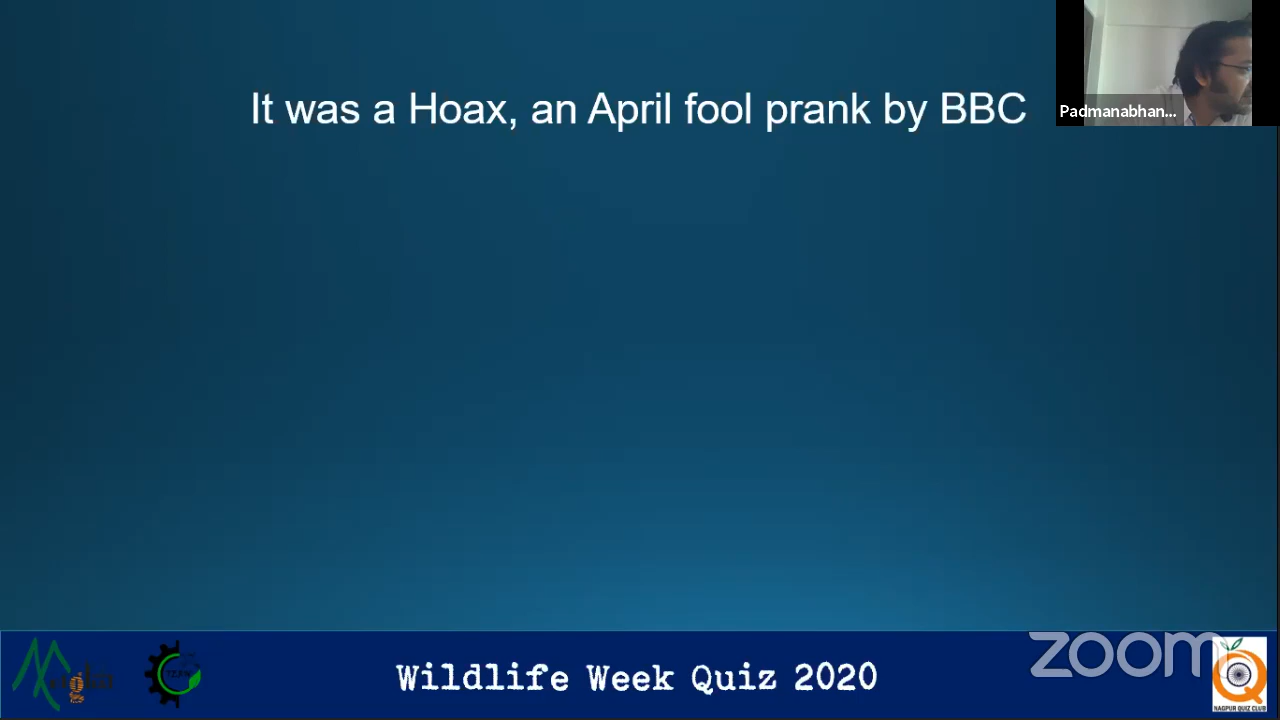 It was a Hoax, an April fool prank by BBC
Padmanabhan...
Wildlife Week Quiz 2020
zoom
NAGPUR QUIZ CLUB